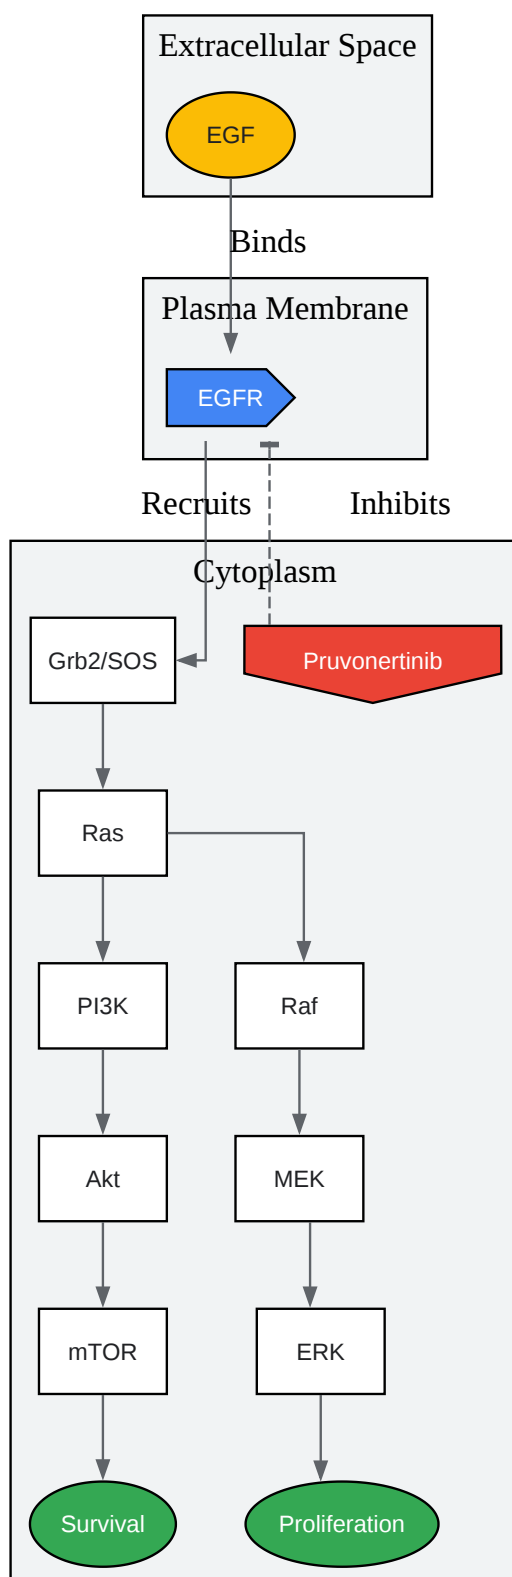 Extracellular Space
EGF
Binds
Plasma Membrane
EGFR
Recruits
Inhibits
Cytoplasm
Grb2/SOS
Pruvonertinib
Ras
PI3K
Raf
Akt
MEK
mTOR
ERK
Survival
Proliferation